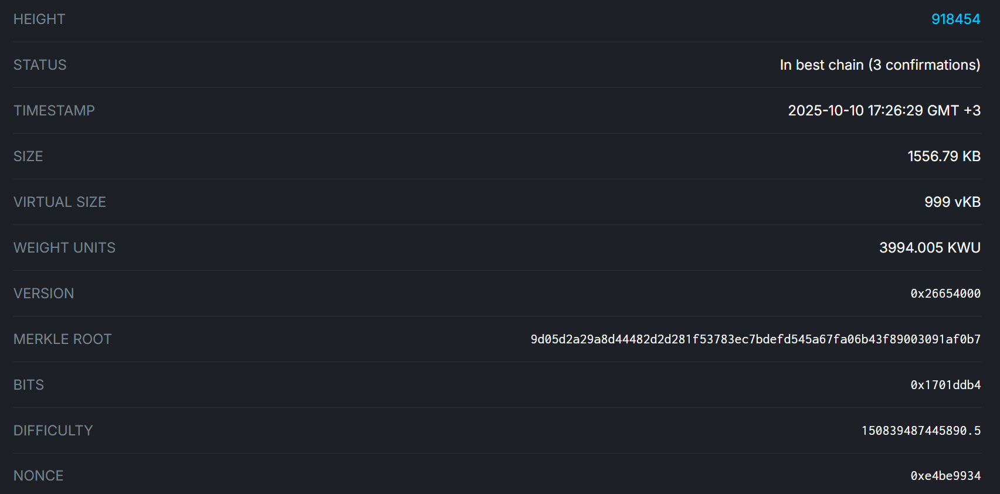 HEIGHT 918454
STATUS In best chain (3 confirmations)
TIMESTAMP 2025-10-10 17:26:29 GMT +3
SIZE 1556.79 KB
VIRTUAL SIZE 999 vKB
WEIGHT UNITS 3994.005 KWU
VERSION 0x26654000
MERKLE ROOT 9d05d2a29a8d44482d2d281f53783ec7bdefd545a67fa06b43f89003091af0b7
BITS 0x1701ddb4
DIFFICULTY 150839487445890.5
NONCE 0xe4be9934